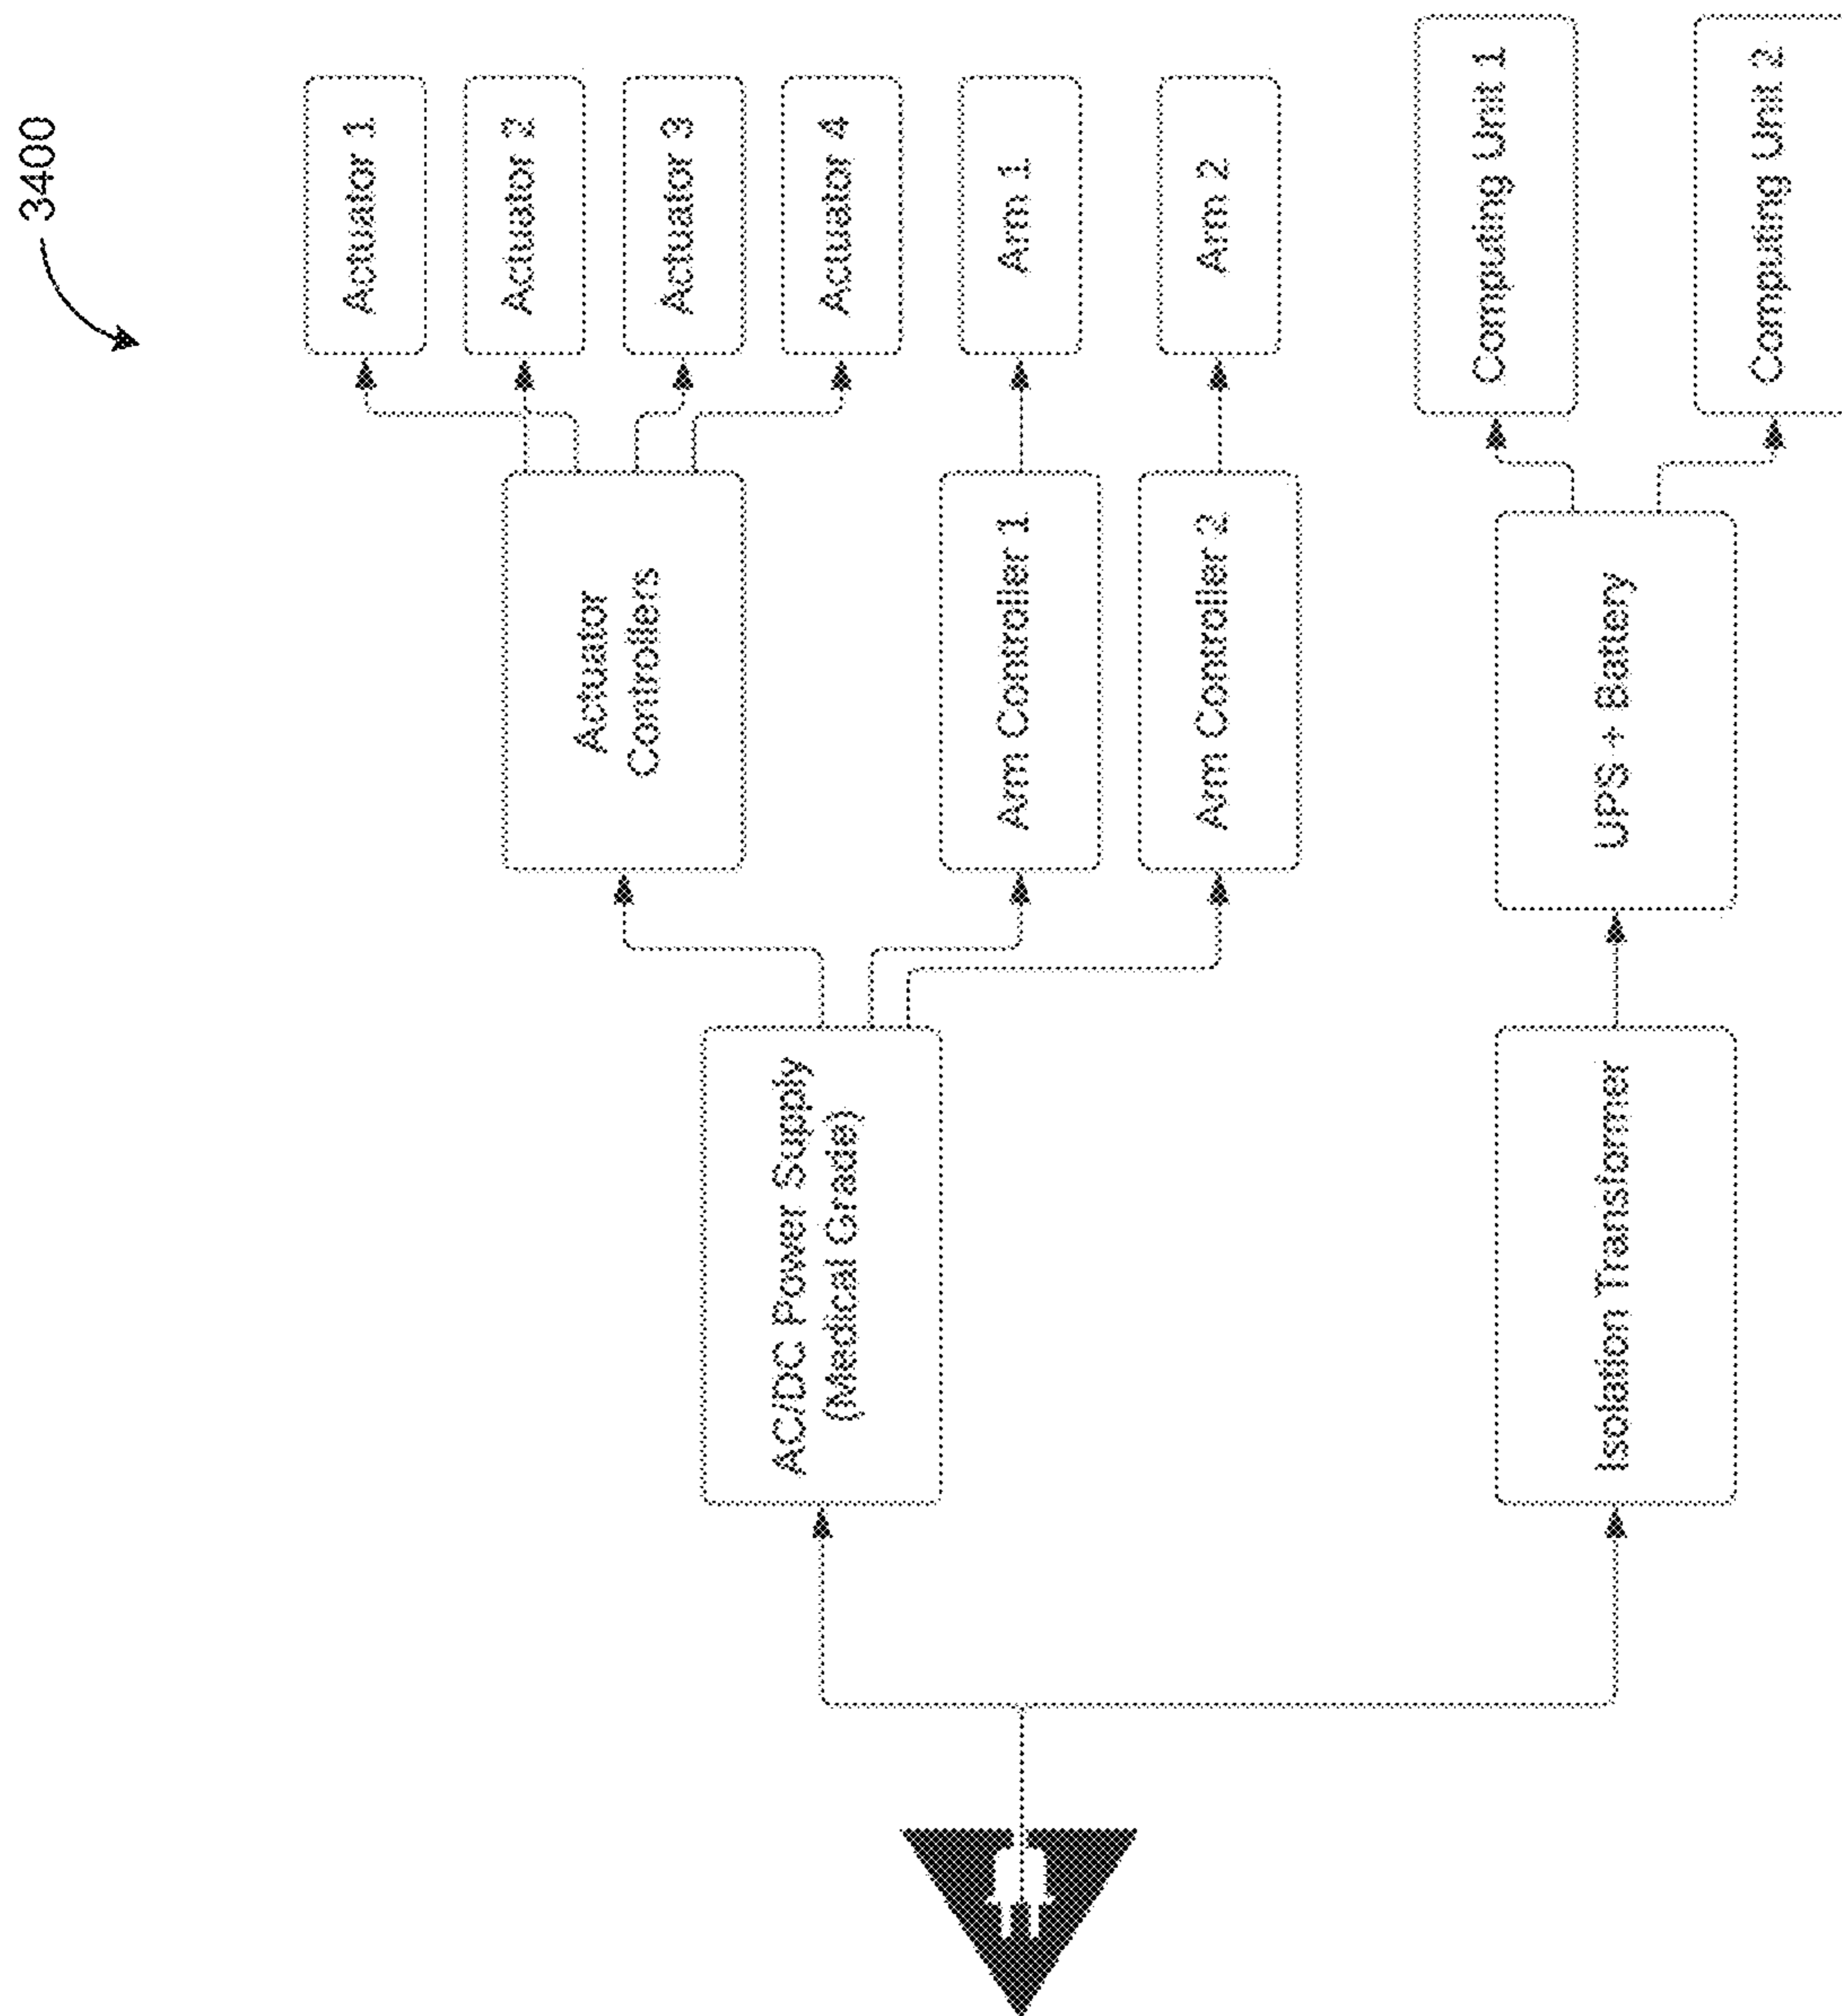 3400
AC/DC Power Supply
(Medical Grade)
Isolation Transformer
Actuator
Controllers
Arm Controller 1
Arm Controller 2
UPS + Battery
Actuator 1
Actuator 2
Actuator 3
Actuator 4
Arm 1
Arm 2
Computing Unit 1
Computing Unit 2